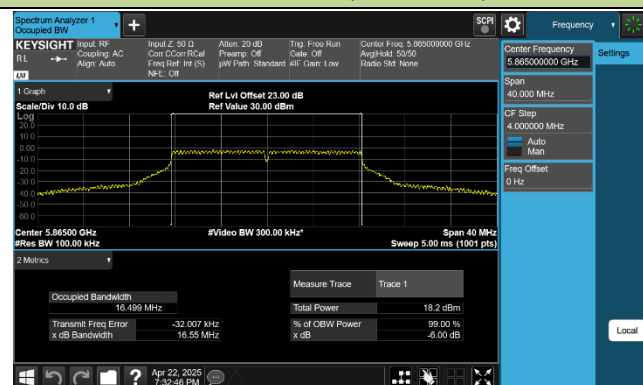 Spectrum Analyzer 1
Occupied BW
+
SCPI
Frequency
KEYSIGHT
RL
LXI
Input: RF
Coupling: AC
Align: Auto
Input Z: 50 Ω
Corr CCorr RCal
Freq Ref: Int (S)
NFE: Off
Atten: 20 dB
Preamp: Off
µW Path: Standard
Trig: Free Run
Gate: Off
#IF Gain: Low
Center Freq: 5.865000000 GHz
Avg|Hold: 50/50
Radio Std: None
Center Frequency
5.865000000 GHz
Settings
Span
40.000 MHz
CF Step
4.000000 MHz
Auto
Man
Freq Offset
0 Hz
Local
1 Graph
Scale/Div 10.0 dB
Ref Lvl Offset 23.00 dB
Ref Value 30.00 dBm
Log
20.0
10.0
0.00
-10.0
-20.0
-30.0
-40.0
-50.0
-60.0
Center 5.86500 GHz
#Res BW 100.00 kHz
#Video BW 300.00 kHz*
Span 40 MHz
Sweep 5.00 ms (1001 pts)
2 Metrics
Measure Trace Trace 1
Occupied Bandwidth
16.499 MHz
Total Power 18.2 dBm
Transmit Freq Error -32.007 kHz % of OBW Power 99.00 %
x dB Bandwidth 16.55 MHz x dB -6.00 dB
?
Apr 22, 2025
7:32:46 PM